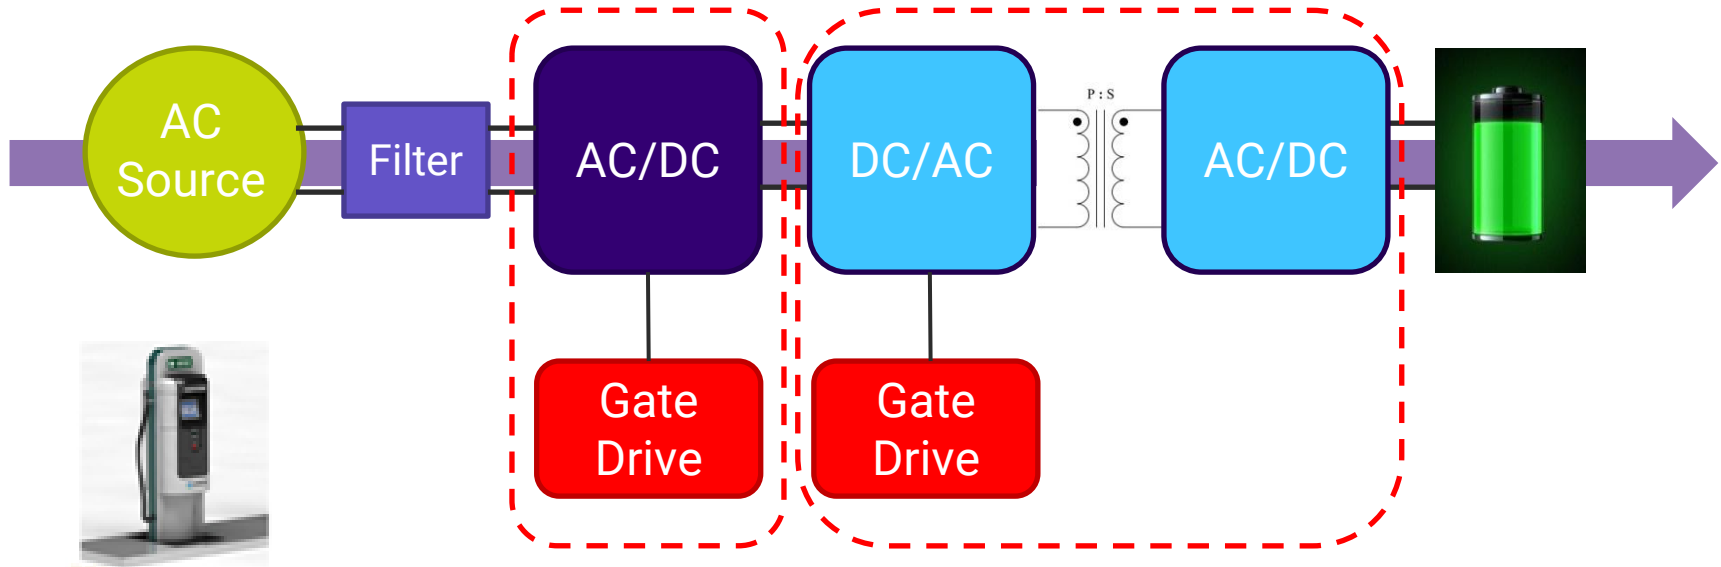 AC
Source
Filter
AC/DC
DC/AC
P : S
AC/DC
Gate
Drive
Gate
Drive